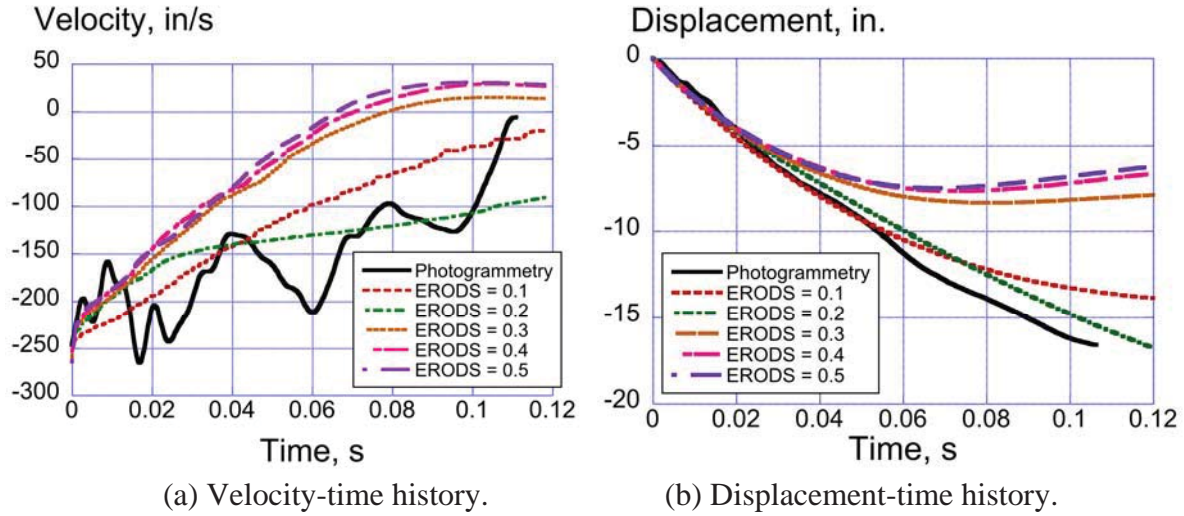 Velocity, in/s
50
0
-50
-100
-150
-200
-250
-300
0
0.02
0.04
0.06
0.08
0.1
0.12
Time, s
Photogrammetry
ERODS = 0.1
ERODS = 0.2
ERODS = 0.3
ERODS = 0.4
ERODS = 0.5
(a) Velocity-time history.
Displacement, in.
0
-5
-10
-15
-20
0
0.02
0.04
0.06
0.08
0.1
0.12
Time, s
Photogrammetry
ERODS = 0.1
ERODS = 0.2
ERODS = 0.3
ERODS = 0.4
ERODS = 0.5
(b) Displacement-time history.